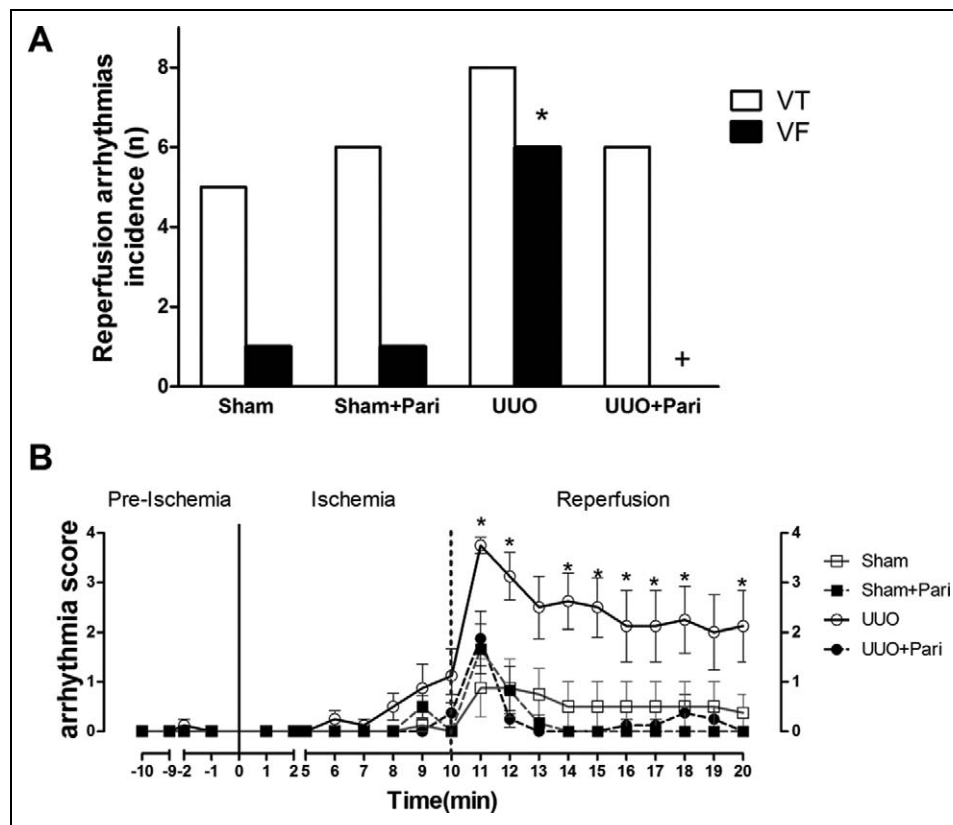 A
Reperfusion arrhythmias
incidence (n)
8
6
4
2
0
*
+
Sham
Sham+Pari
UUO
UUO+Pari
VT
VF
B
Pre-Ischemia
Ischemia
Reperfusion
arrhythmia score
4
3
2
1
0
* * * * * * * *
4
3
2
1
0
Sham
Sham+Pari
UUO
UUO+Pari
-10 -9 -2 -1 0 1 2 5 6 7 8 9 10 11 12 13 14 15 16 17 18 19 20
Time(min)